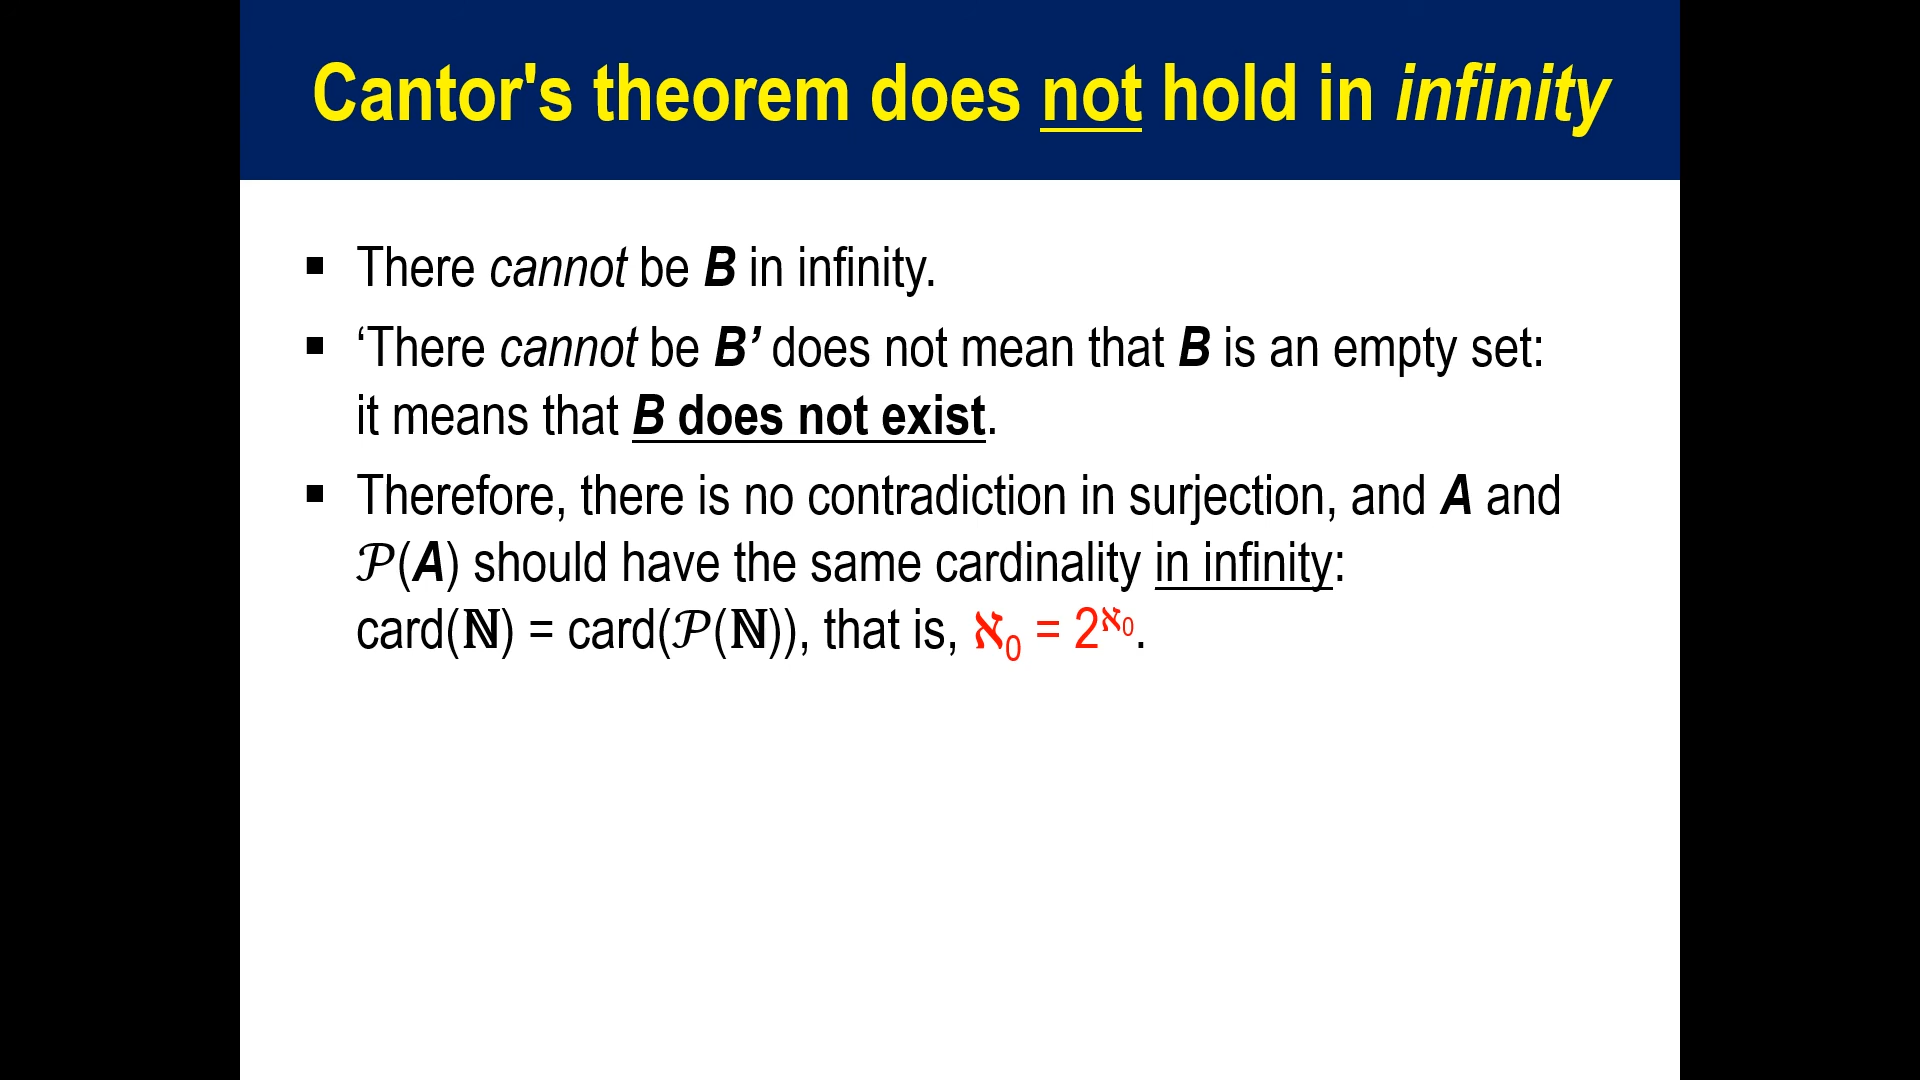 Cantor's theorem does not hold in infinity
▪ There cannot be B in infinity.
▪ ‘There cannot be B’ does not mean that B is an empty set:
it means that B does not exist.
▪ Therefore, there is no contradiction in surjection, and A and
𝒫(A) should have the same cardinality in infinity:
card(ℕ) = card(𝒫(ℕ)), that is, ℵ₀ = 2^ℵ₀.